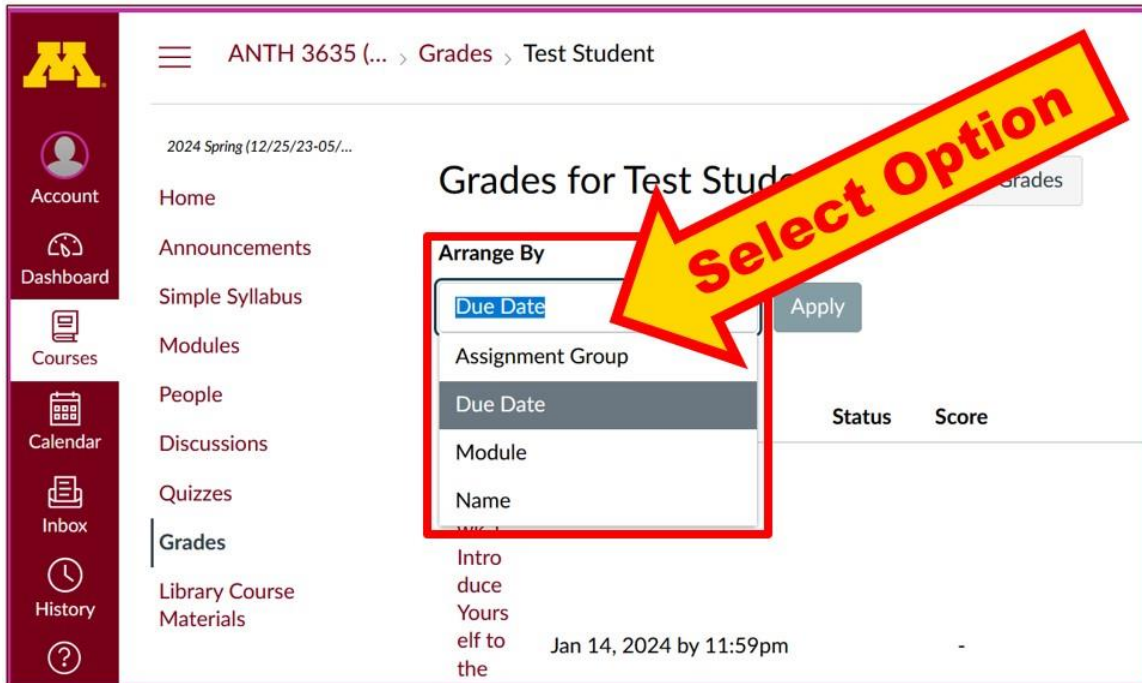 M
ANTH 3635 (... > Grades > Test Student
2024 Spring (12/25/23-05/...
Account
Dashboard
Courses
Calendar
Inbox
History
?
Home
Announcements
Simple Syllabus
Modules
People
Discussions
Quizzes
Grades
Library Course
Materials
Grades for Test Stude
Grades
Select Option
Arrange By
Due Date
Apply
Assignment Group
Due Date
Module
Name
Status Score
Intro
duce
Yours
elf to
the
Jan 14, 2024 by 11:59pm -